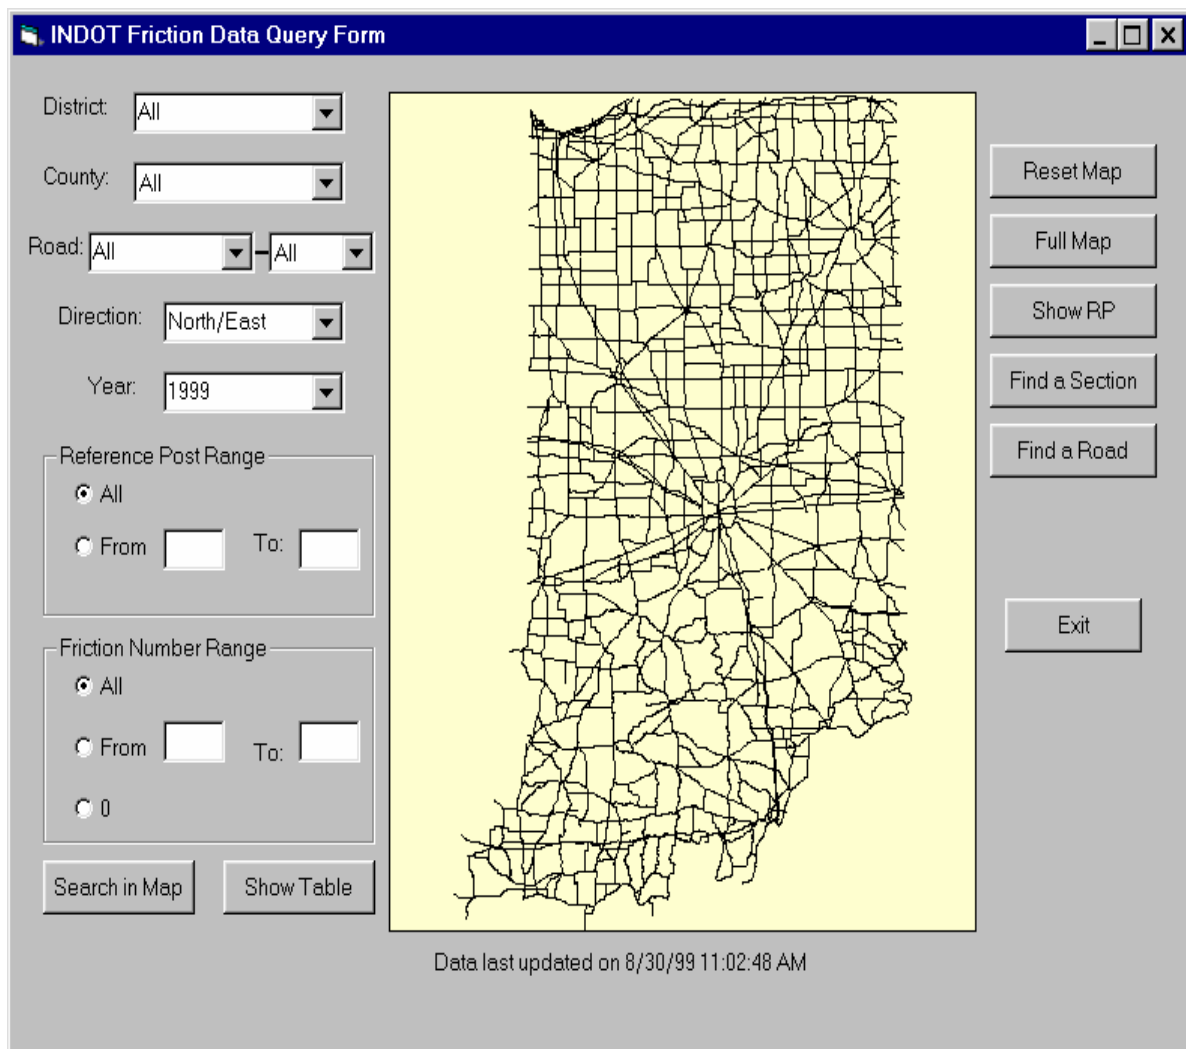 INDOT Friction Data Query Form
District: All
County: All
Road: All – All
Direction: North/East
Year: 1999
Reference Post Range
All
From To:
Friction Number Range
All
From To:
0
Search in Map Show Table
Reset Map
Full Map
Show RP
Find a Section
Find a Road
Exit
Data last updated on 8/30/99 11:02:48 AM